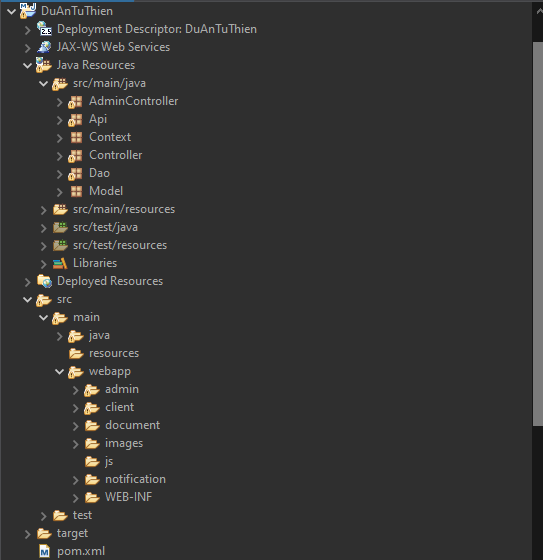 DuAnTuThien
Deployment Descriptor: DuAnTuThien
JAX-WS Web Services
Java Resources
src/main/java
AdminController
Api
Context
Controller
Dao
Model
src/main/resources
src/test/java
src/test/resources
Libraries
Deployed Resources
src
main
java
resources
webapp
admin
client
document
images
js
notification
WEB-INF
test
target
pom.xml